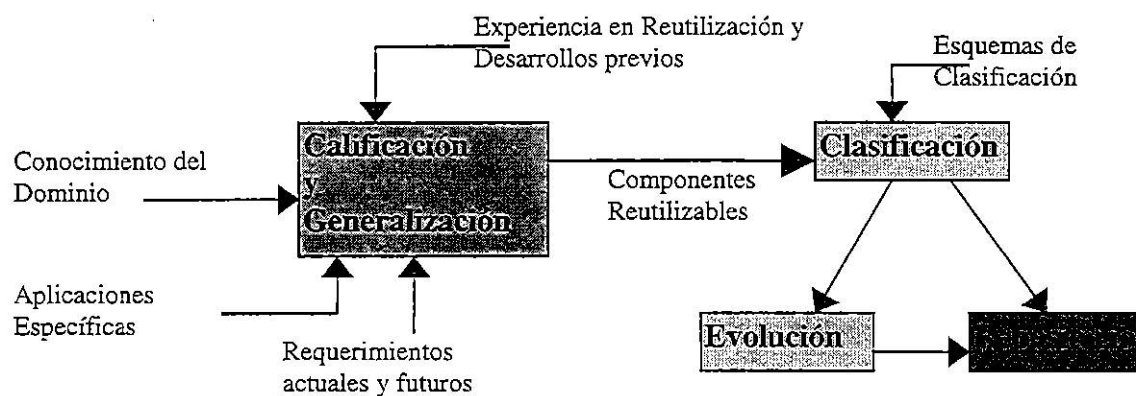 Experiencia en Reutilización y
Desarrollos previos
Esquemas de
Clasificación
Calificación
y
Generalización
Clasificación
Conocimiento del
Dominio
Componentes
Reutilizables
Aplicaciones
Específicas
Evolución
Requerimientos
actuales y futuros